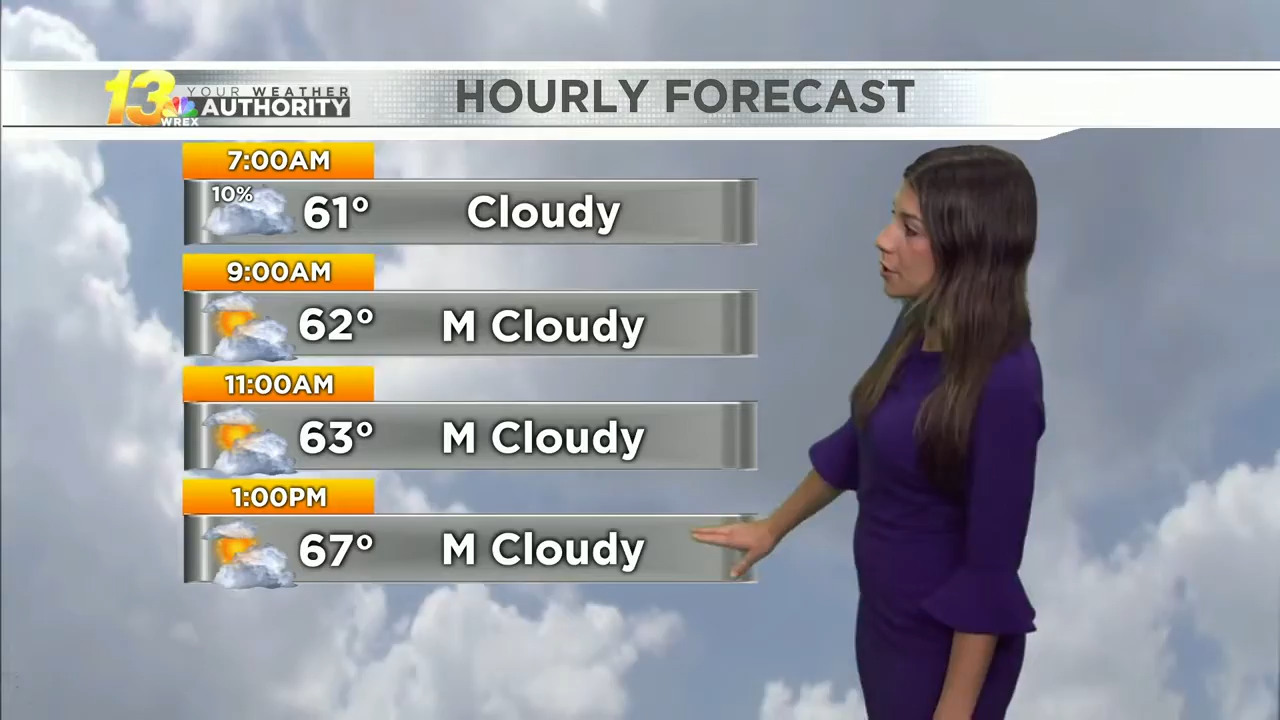 13
WREX
YOUR WEATHER
AUTHORITY
HOURLY FORECAST
7:00AM
10%
61° Cloudy
9:00AM
62° M Cloudy
11:00AM
63° M Cloudy
1:00PM
67° M Cloudy